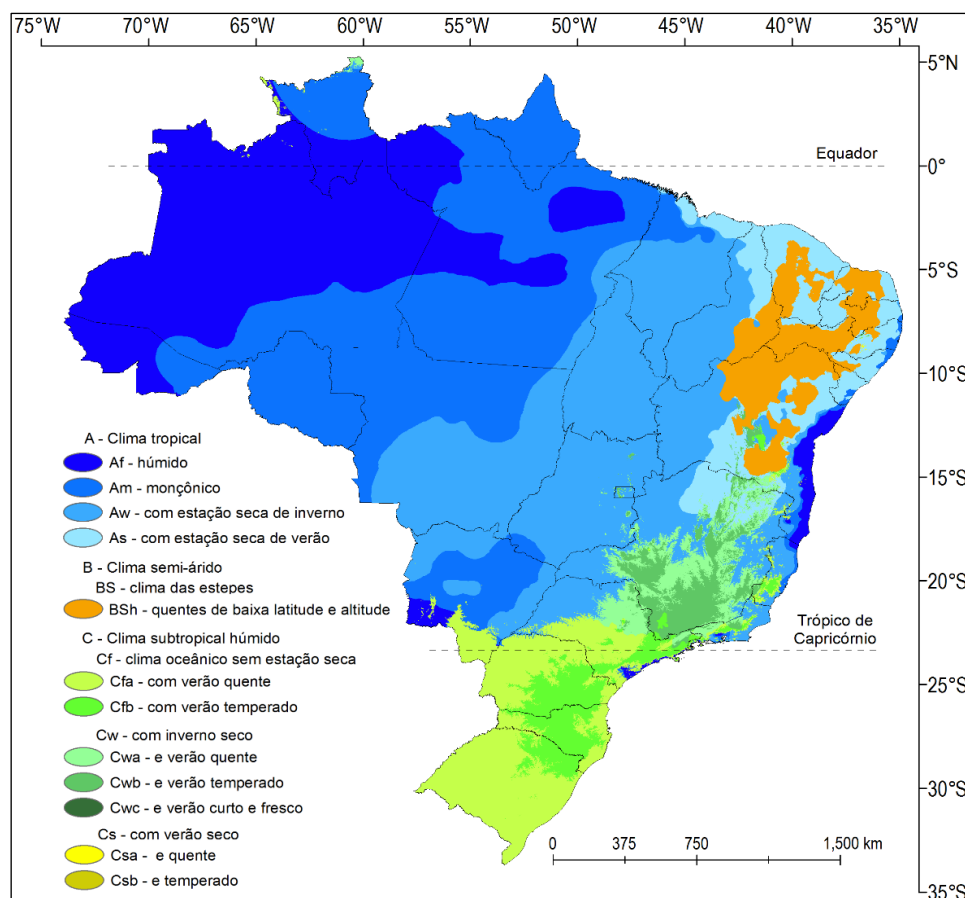 75°W 70°W 65°W 60°W 55°W 50°W 45°W 40°W 35°W
5°N
Equador
0°
5°S
10°S
15°S
20°S
Trópico de
Capricórnio
25°S
30°S
35°S
A - Clima tropical
Af - húmido
Am - monçônico
Aw - com estação seca de inverno
As - com estação seca de verão
B - Clima semi-árido
BS - clima das estepes
BSh - quentes de baixa latitude e altitude
C - Clima subtropical húmido
Cf - clima oceânico sem estação seca
Cfa - com verão quente
Cfb - com verão temperado
Cw - com inverno seco
Cwa - e verão quente
Cwb - e verão temperado
Cwc - e verão curto e fresco
Cs - com verão seco
Csa - e quente
Csb - e temperado
0 375 750 1,500 km